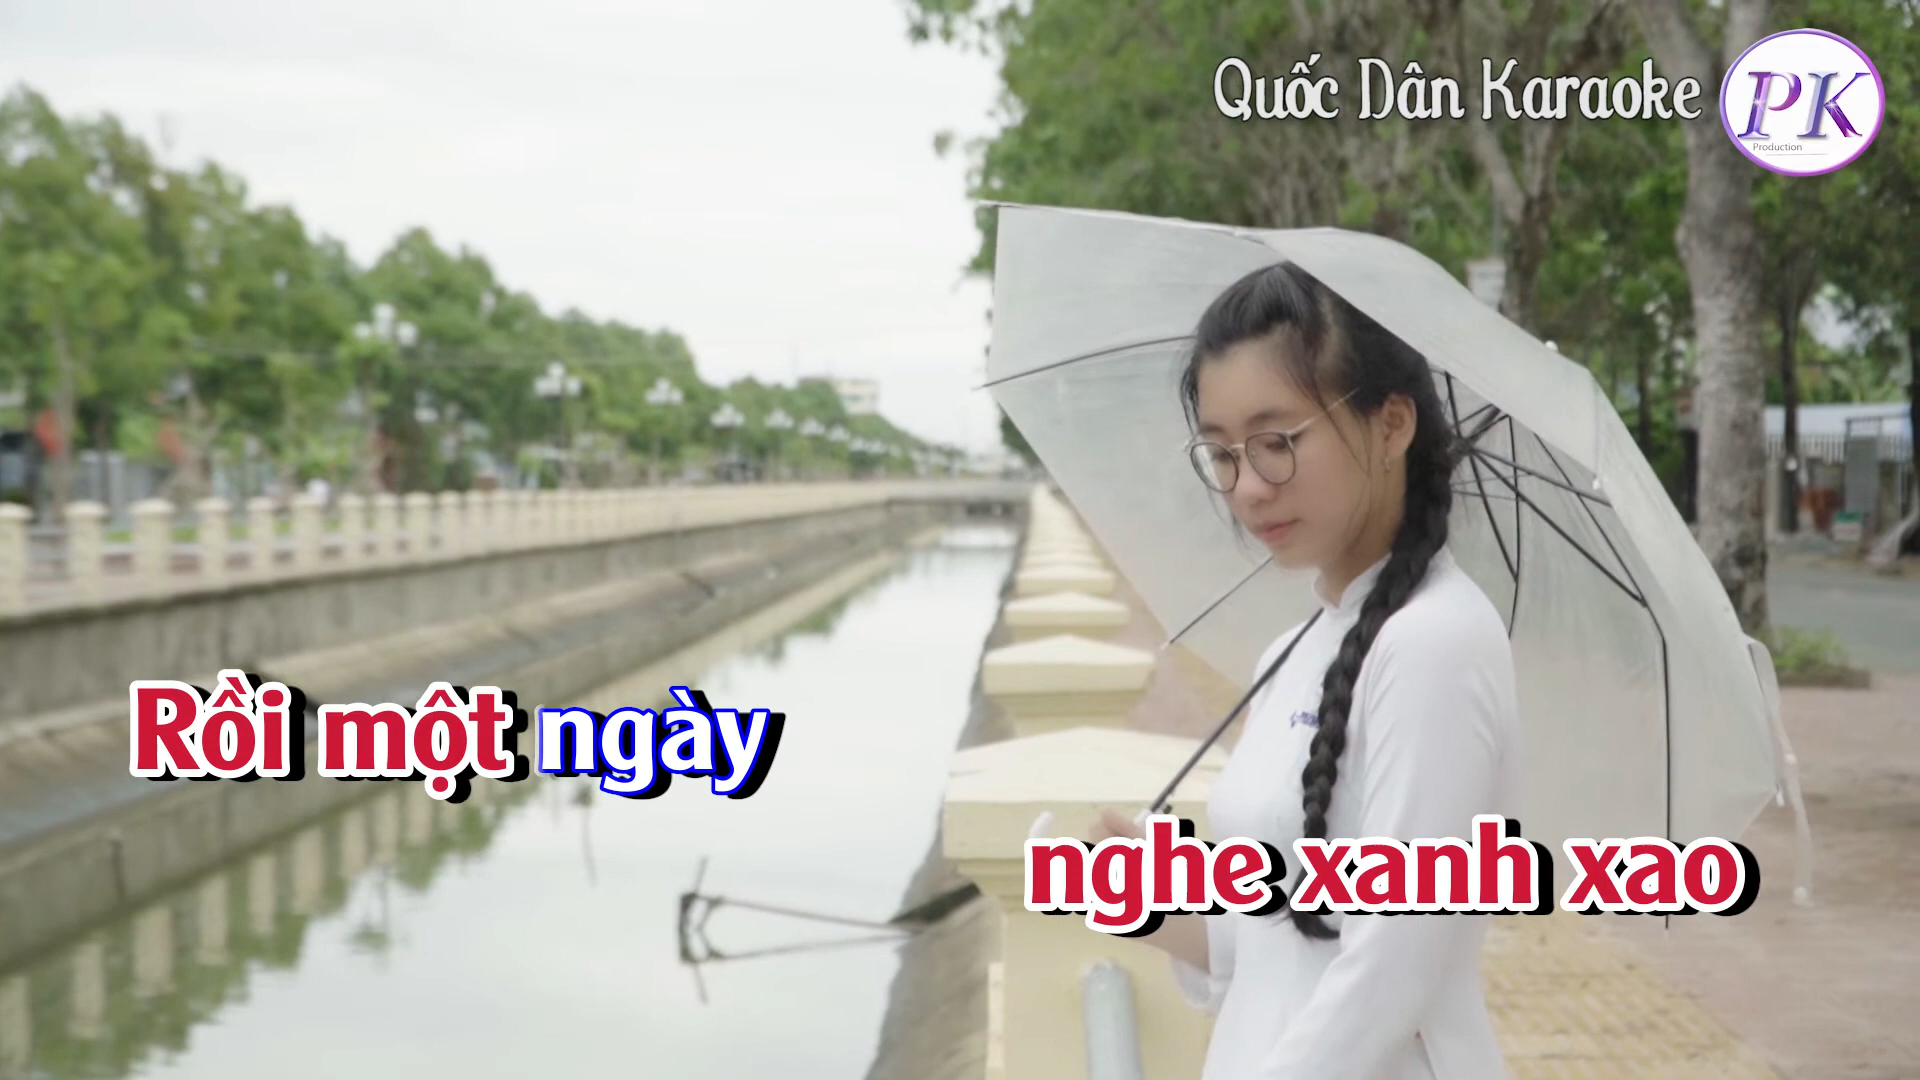 Quốc Dân Karaoke
PK
Production
Rồi một ngày
nghe xanh xao